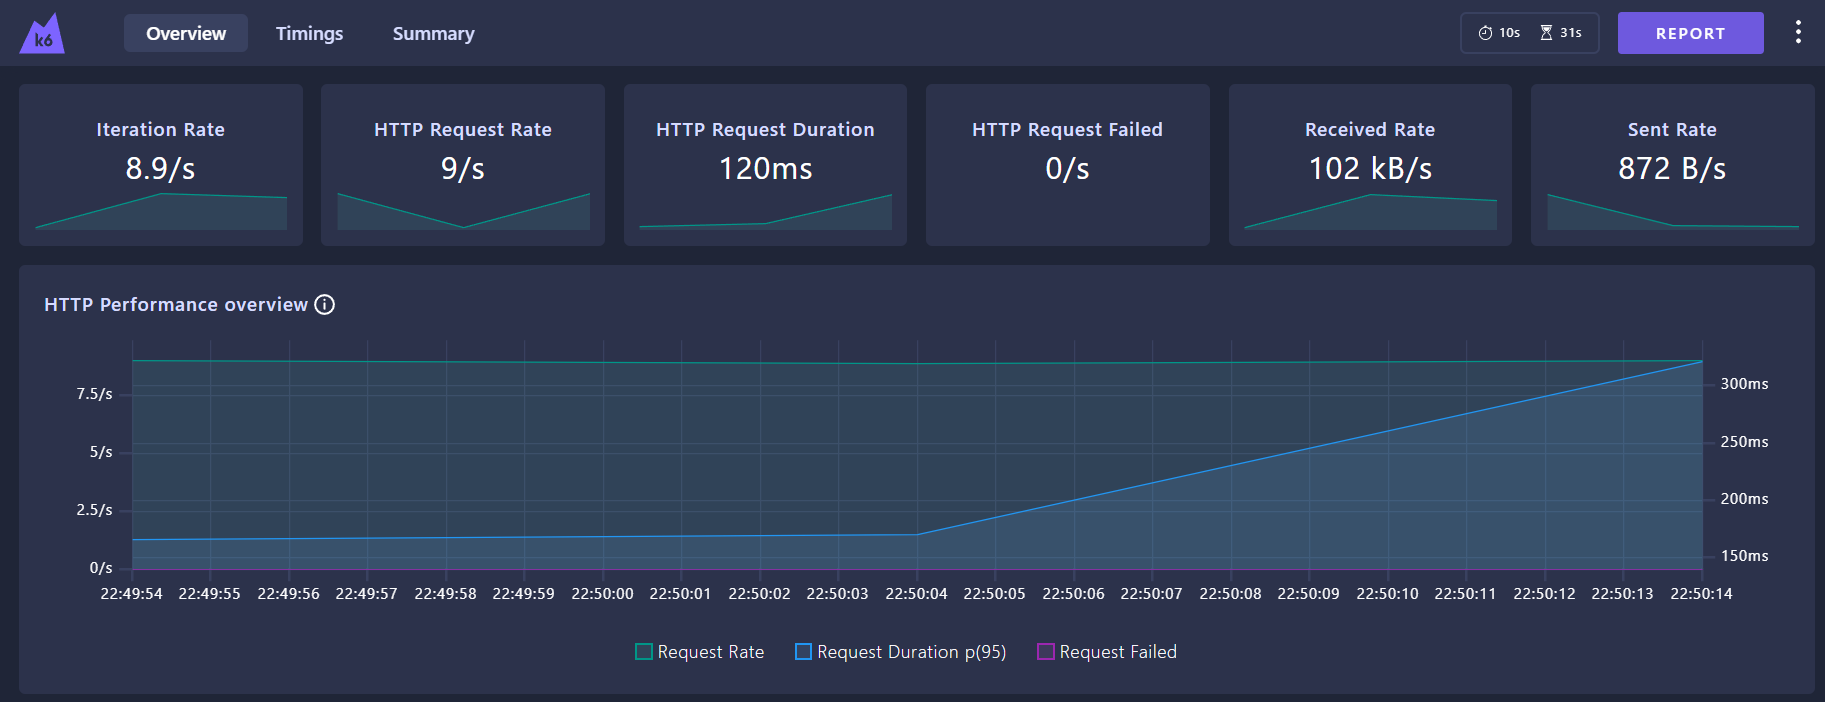 k6 Overview Timings Summary 10s 31s REPORT
Iteration Rate
8.9/s
HTTP Request Rate
9/s
HTTP Request Duration
120ms
HTTP Request Failed
0/s
Received Rate
102 kB/s
Sent Rate
872 B/s
HTTP Performance overview
7.5/s
5/s
2.5/s
0/s
300ms
250ms
200ms
150ms
22:49:54 22:49:55 22:49:56 22:49:57 22:49:58 22:49:59 22:50:00 22:50:01 22:50:02 22:50:03 22:50:04 22:50:05 22:50:06 22:50:07 22:50:08 22:50:09 22:50:10 22:50:11 22:50:12 22:50:13 22:50:14
Request Rate Request Duration p(95) Request Failed